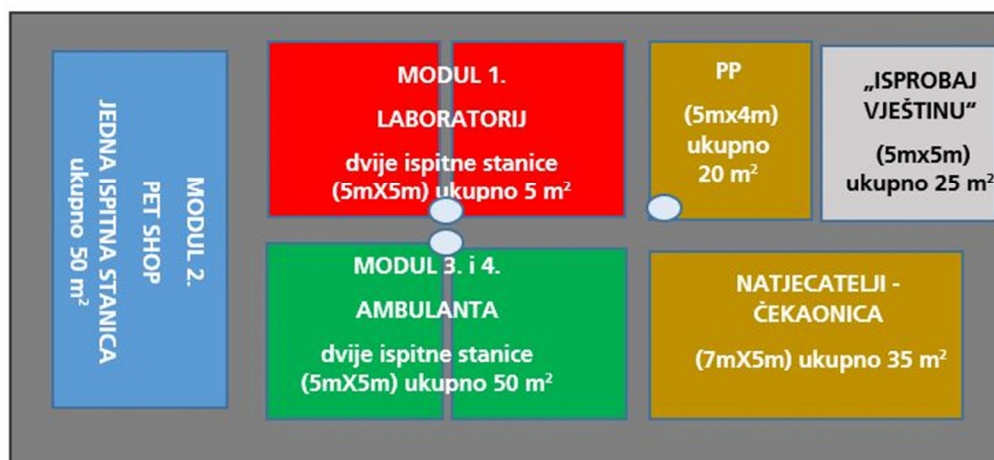 MODUL 2.
PET SHOP
JEDNA ISPITNA STANICA
ukupno 50 m²
MODUL 1.
LABORATORIJ
dvije ispitne stanice
(5mX5m) ukupno 5 m²
PP
(5mx4m)
ukupno
20 m²
„ISPROBAJ
VJEŠTINU“
(5mx5m)
ukupno 25 m²
MODUL 3. i 4.
AMBULANTA
dvije ispitne stanice
(5mX5m) ukupno 50 m²
NATJECATELJI -
ČEKAONICA
(7mX5m) ukupno 35 m²